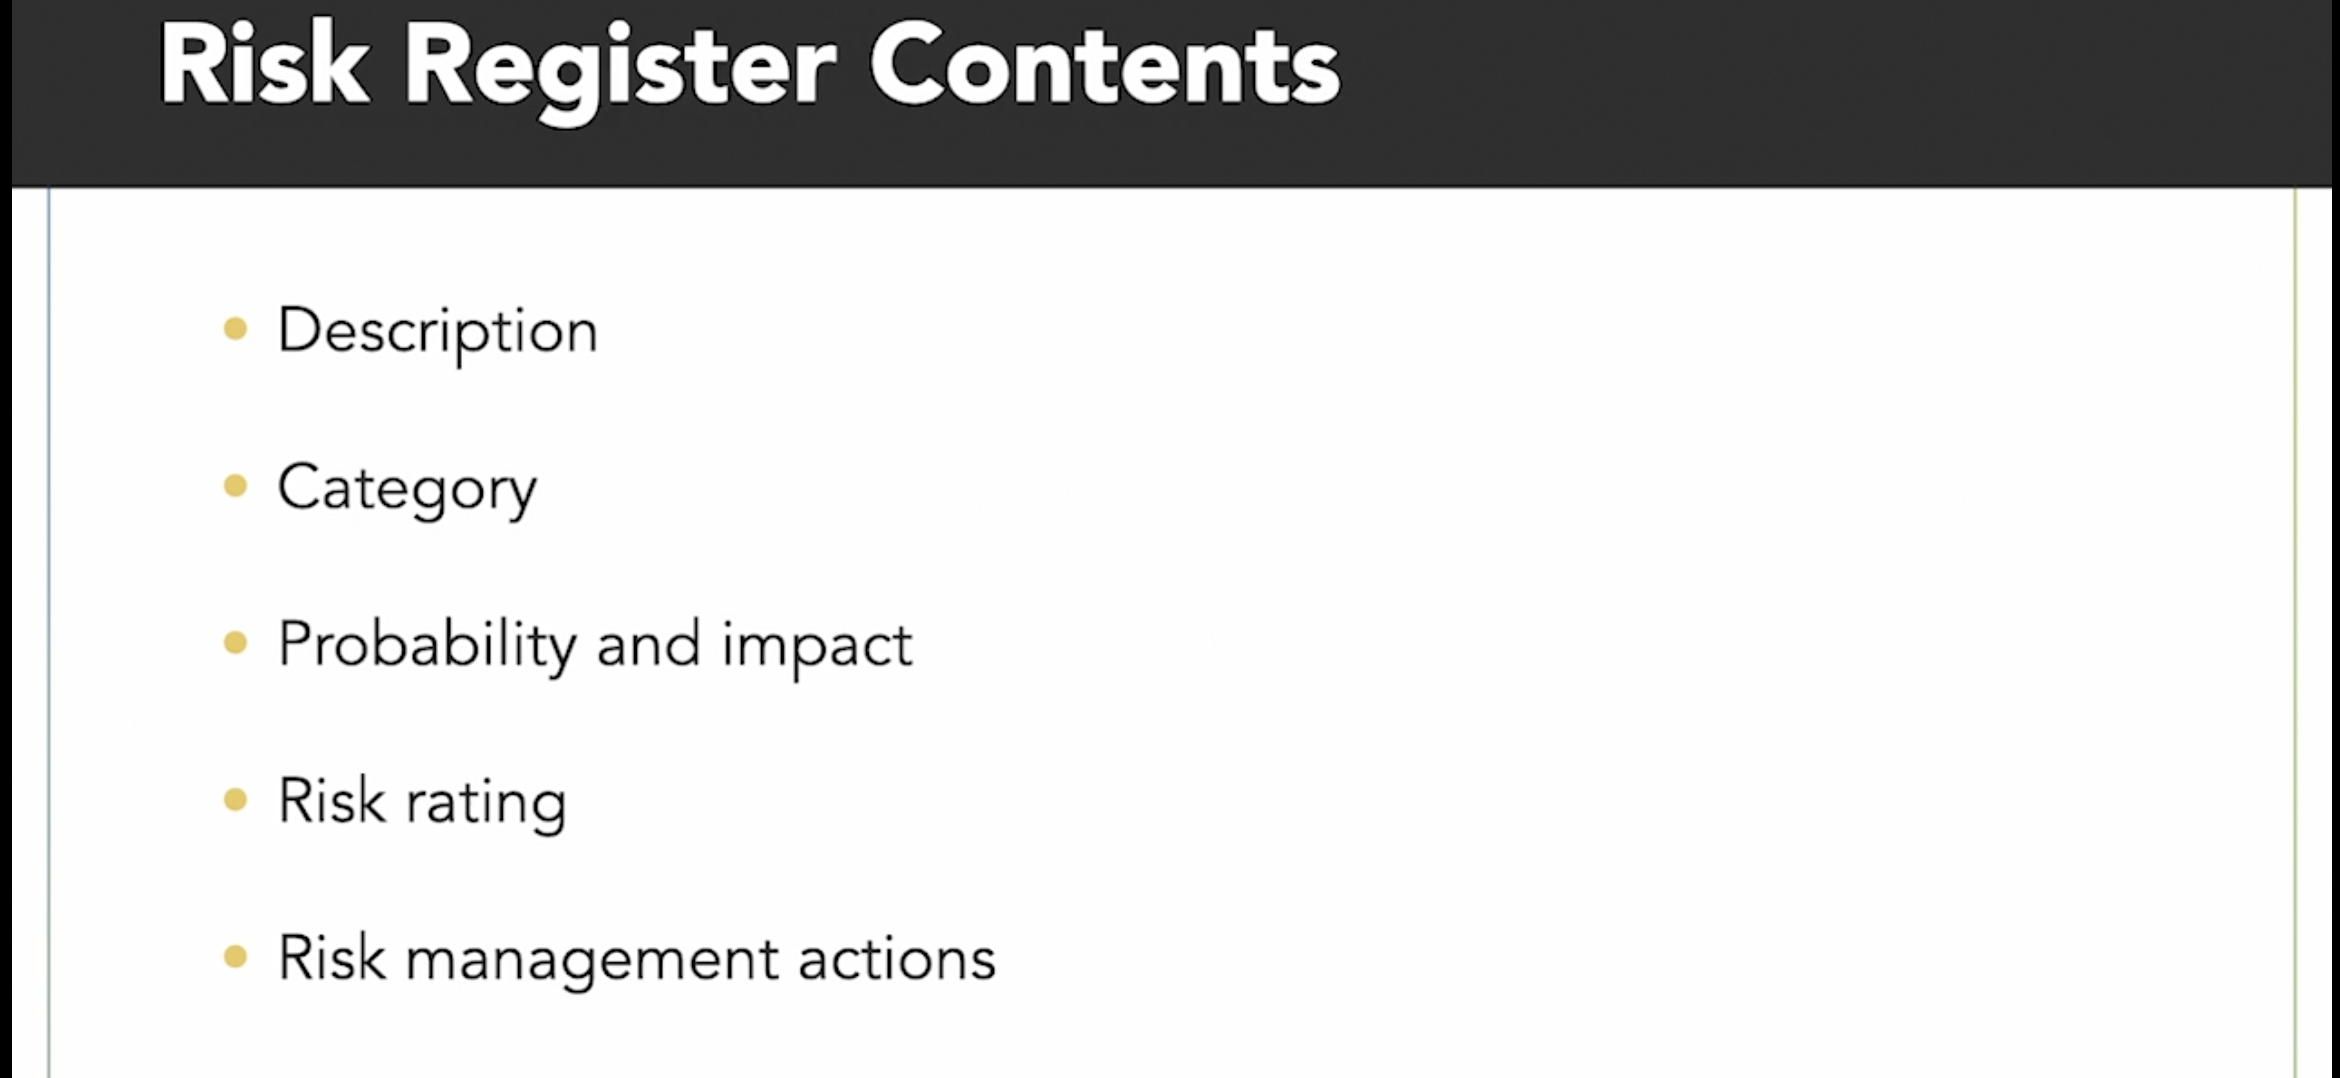 Risk Register Contents
Description
Category
Probability and impact
Risk rating
Risk management actions